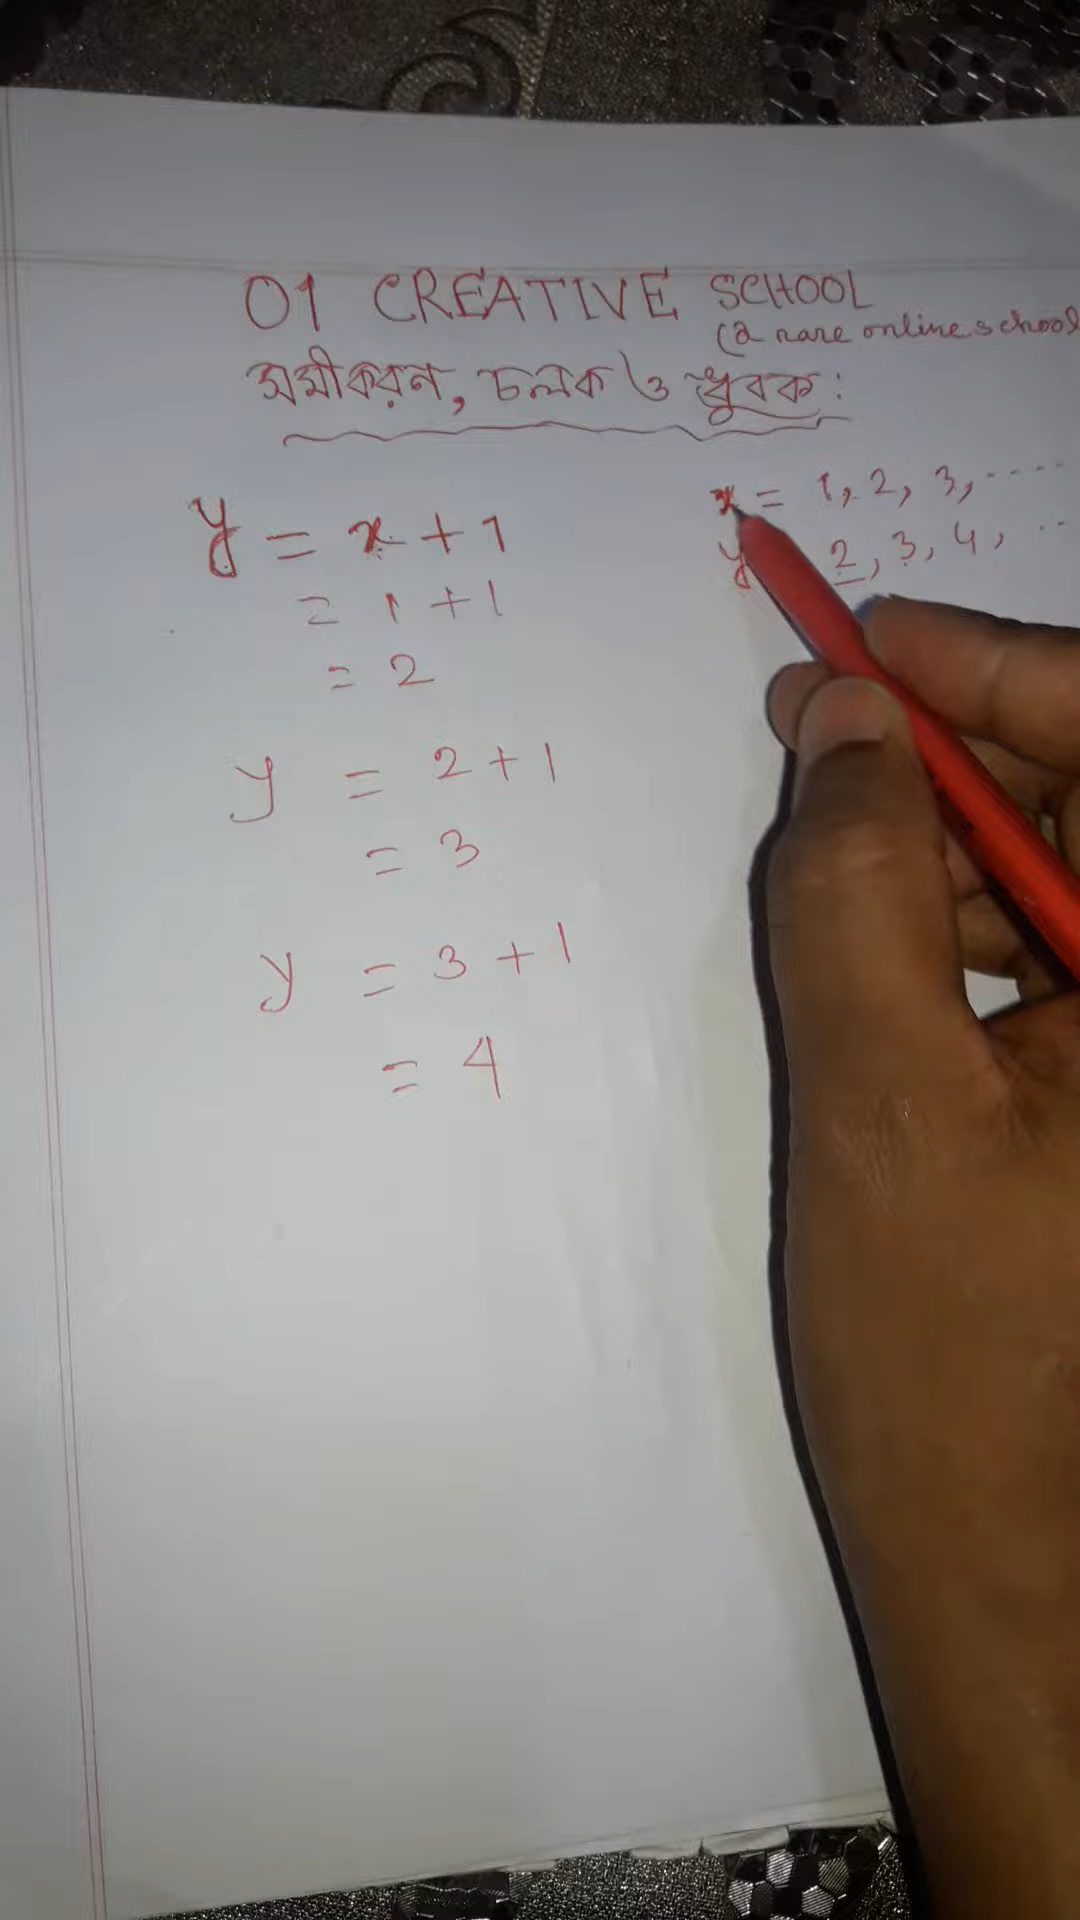 01 CREATIVE SCHOOL
(a rare online school
সমীকরণ, চলক ও ধ্রুবক :
y = x + 1
= 1 + 1
= 2
y = 2 + 1
= 3
y = 3 + 1
= 4
x = 1, 2, 3, ....
y 2, 3, 4, ..